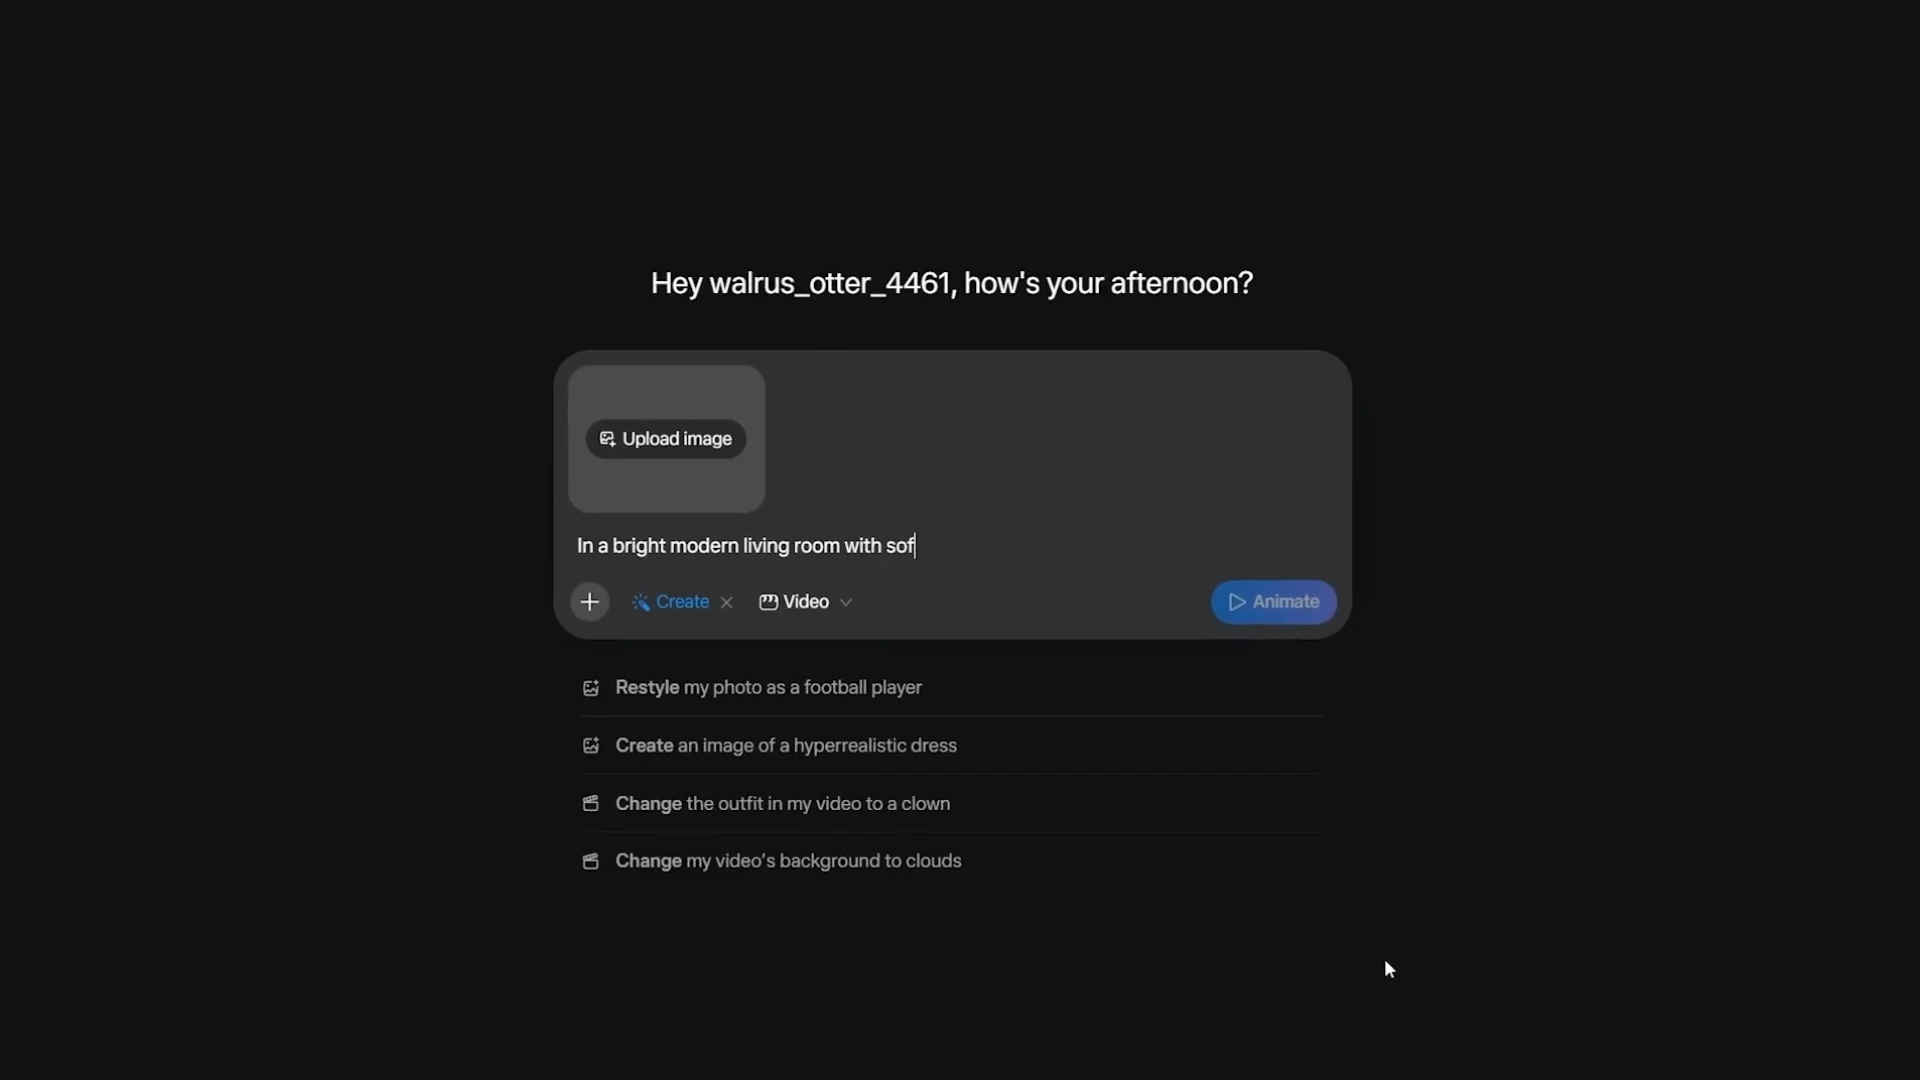 Hey walrus_otter_4461, how's your afternoon?
Upload image
In a bright modern living room with sof
Create
Video
Animate
Restyle my photo as a football player
Create an image of a hyperrealistic dress
Change the outfit in my video to a clown
Change my video's background to clouds